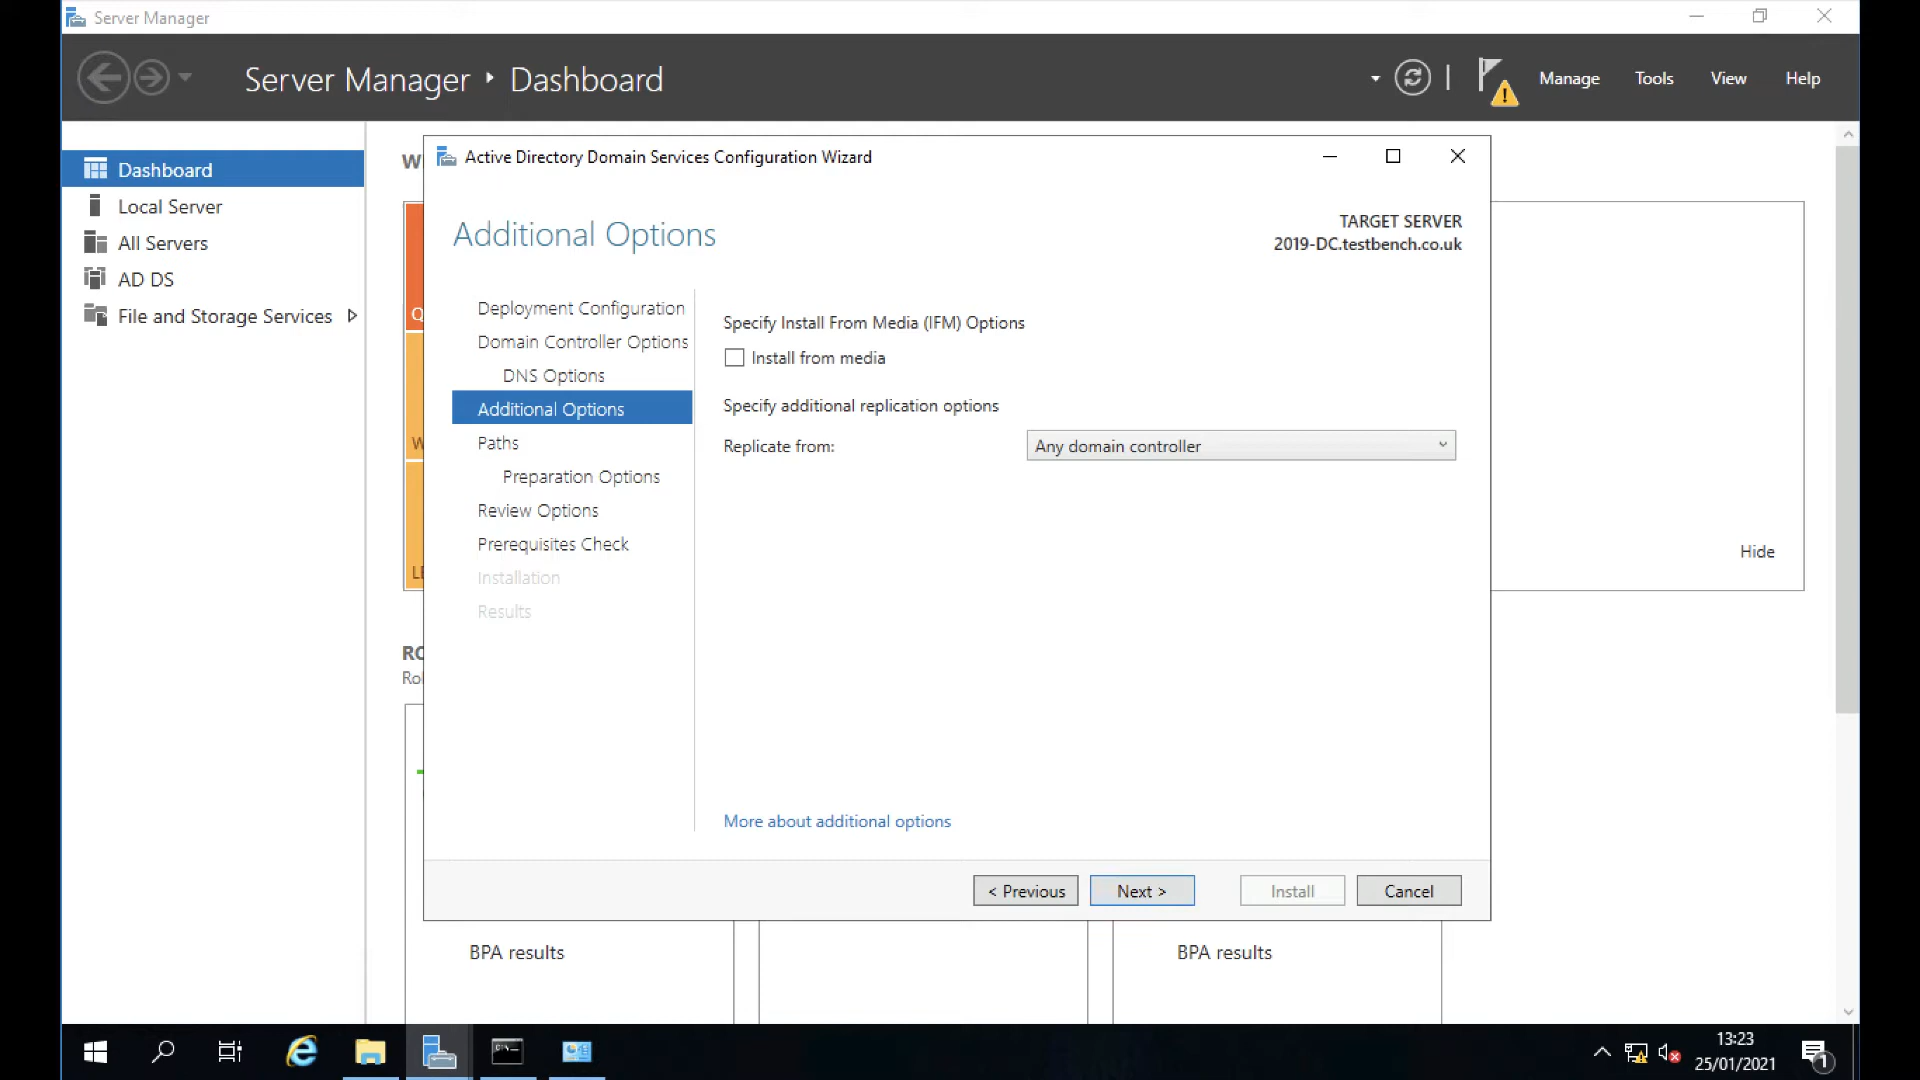 Server Manager
Server Manager ‣ Dashboard
Manage
Tools
View
Help
Dashboard
Local Server
All Servers
AD DS
File and Storage Services
W
Q
W
LE
Hide
RO
Rol
Active Directory Domain Services Configuration Wizard
Additional Options
TARGET SERVER
2019-DC.testbench.co.uk
Deployment Configuration
Domain Controller Options
DNS Options
Additional Options
Paths
Preparation Options
Review Options
Prerequisites Check
Installation
Results
Specify Install From Media (IFM) Options
Install from media
Specify additional replication options
Replicate from:
Any domain controller
More about additional options
< Previous
Next >
Install
Cancel
BPA results
BPA results
13:23
25/01/2021
1